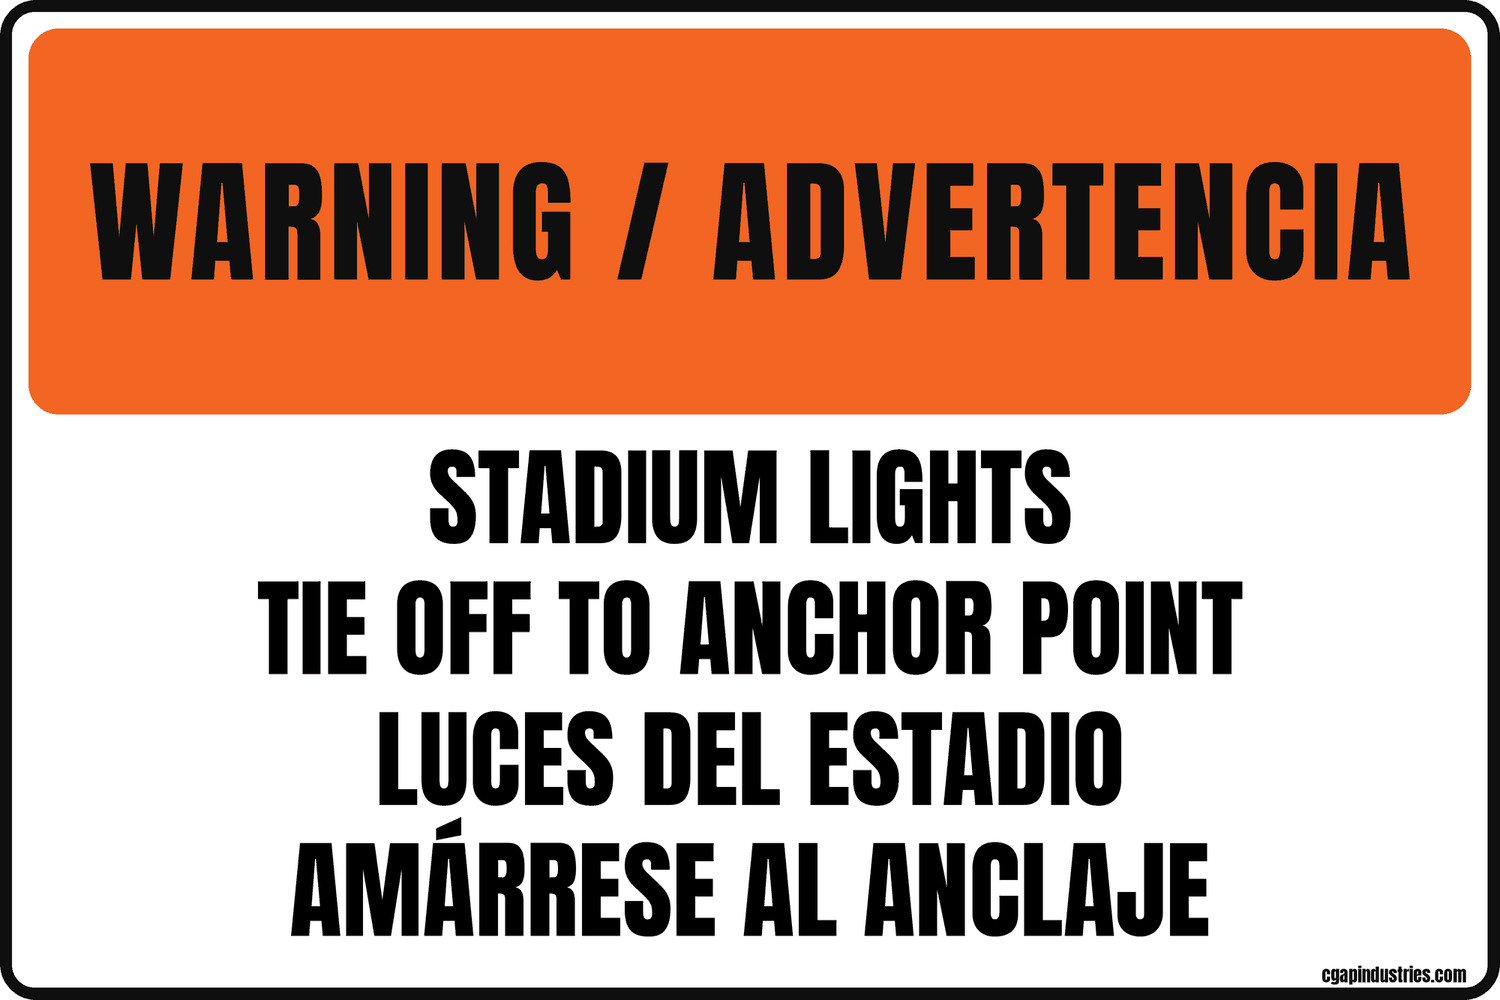 WARNING / ADVERTENCIA
STADIUM LIGHTS
TIE OFF TO ANCHOR POINT
LUCES DEL ESTADIO
AMÁRRESE AL ANCLAJE
cgapindustries.com